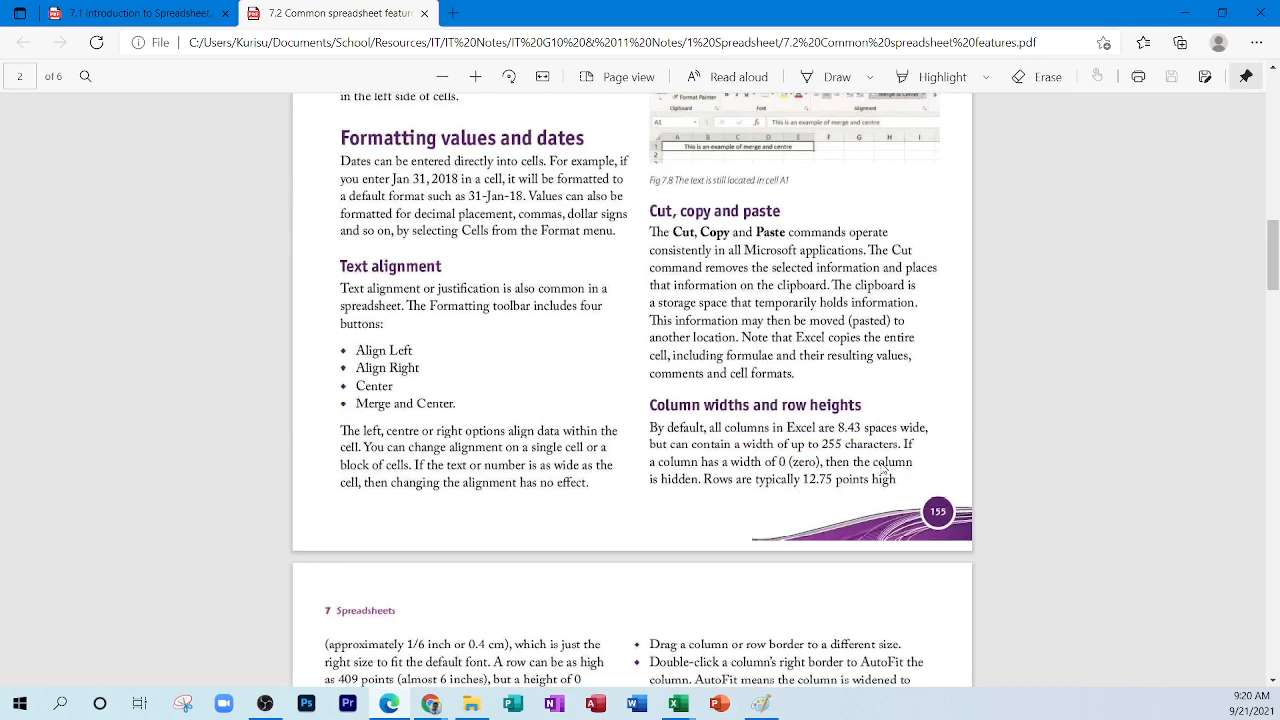 7.1 Introduction to Spreadsheet.
7.2 Common spreadsheet featur
File
C:/Users/Kurisu/Documents/School/Resources/IT/IT%20Notes/IT%20G10%20&%2011%20Notes/1Spreadsheet/7.2%20Common%20spreadsheet%20features.pdf
2 of 6
Page view
Read aloud
Draw
Highlight
Erase
in the left side of cells.
Formatting values and dates
Dates can be entered directly into cells. For example, if
you enter Jan 31, 2018 in a cell, it will be formatted to
a default format such as 31-Jan-18. Values can also be
formatted for decimal placement, commas, dollar signs
and so on, by selecting Cells from the Format menu.
Text alignment
Text alignment or justification is also common in a
spreadsheet. The Formatting toolbar includes four
buttons:
Align Left
Align Right
Center
Merge and Center.
The left, centre or right options align data within the
cell. You can change alignment on a single cell or a
block of cells. If the text or number is as wide as the
cell, then changing the alignment has no effect.
Format Painter
Merge & Center
Clipboard Font Alignment
A1 fx This is an example of merge and centre
A B C D E F G H I
1 This is an example of merge and centre
2
Fig 7.8 The text is still located in cell A1
Cut, copy and paste
The Cut, Copy and Paste commands operate
consistently in all Microsoft applications. The Cut
command removes the selected information and places
that information on the clipboard. The clipboard is
a storage space that temporarily holds information.
This information may then be moved (pasted) to
another location. Note that Excel copies the entire
cell, including formulae and their resulting values,
comments and cell formats.
Column widths and row heights
By default, all columns in Excel are 8.43 spaces wide,
but can contain a width of up to 255 characters. If
a column has a width of 0 (zero), then the column
is hidden. Rows are typically 12.75 points high
155
7 Spreadsheets
(approximately 1/6 inch or 0.4 cm), which is just the
right size to fit the default font. A row can be as high
as 409 points (almost 6 inches), but a height of 0
Drag a column or row border to a different size.
Double-click a column's right border to AutoFit the
column. AutoFit means the column is widened to
9:20 AM
9/21/2021